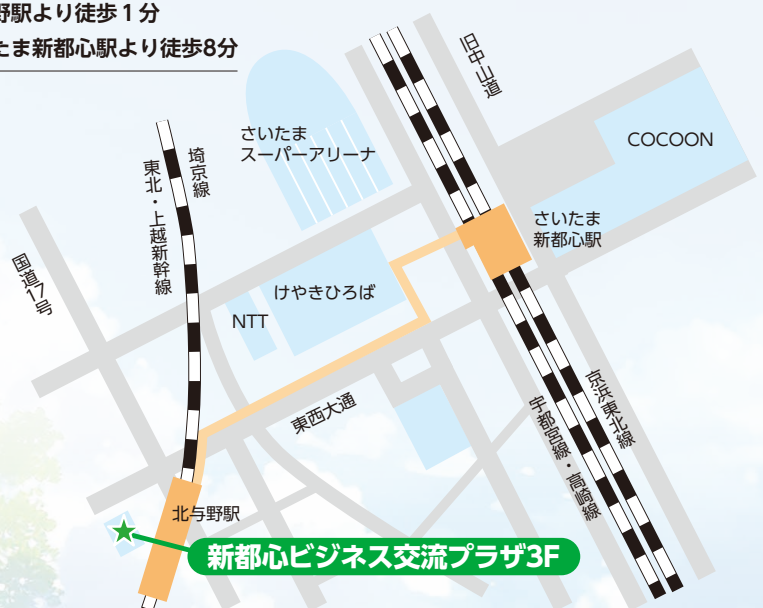 野駅より徒歩1分
たま新都心駅より徒歩8分
旧中山道
さいたま
スーパーアリーナ
COCOON
埼京線
東北・上越新幹線
さいたま
新都心駅
国道17号
けやきひろば
NTT
東西大通
京浜東北線
宇都宮線・高崎線
北与野駅
新都心ビジネス交流プラザ3F